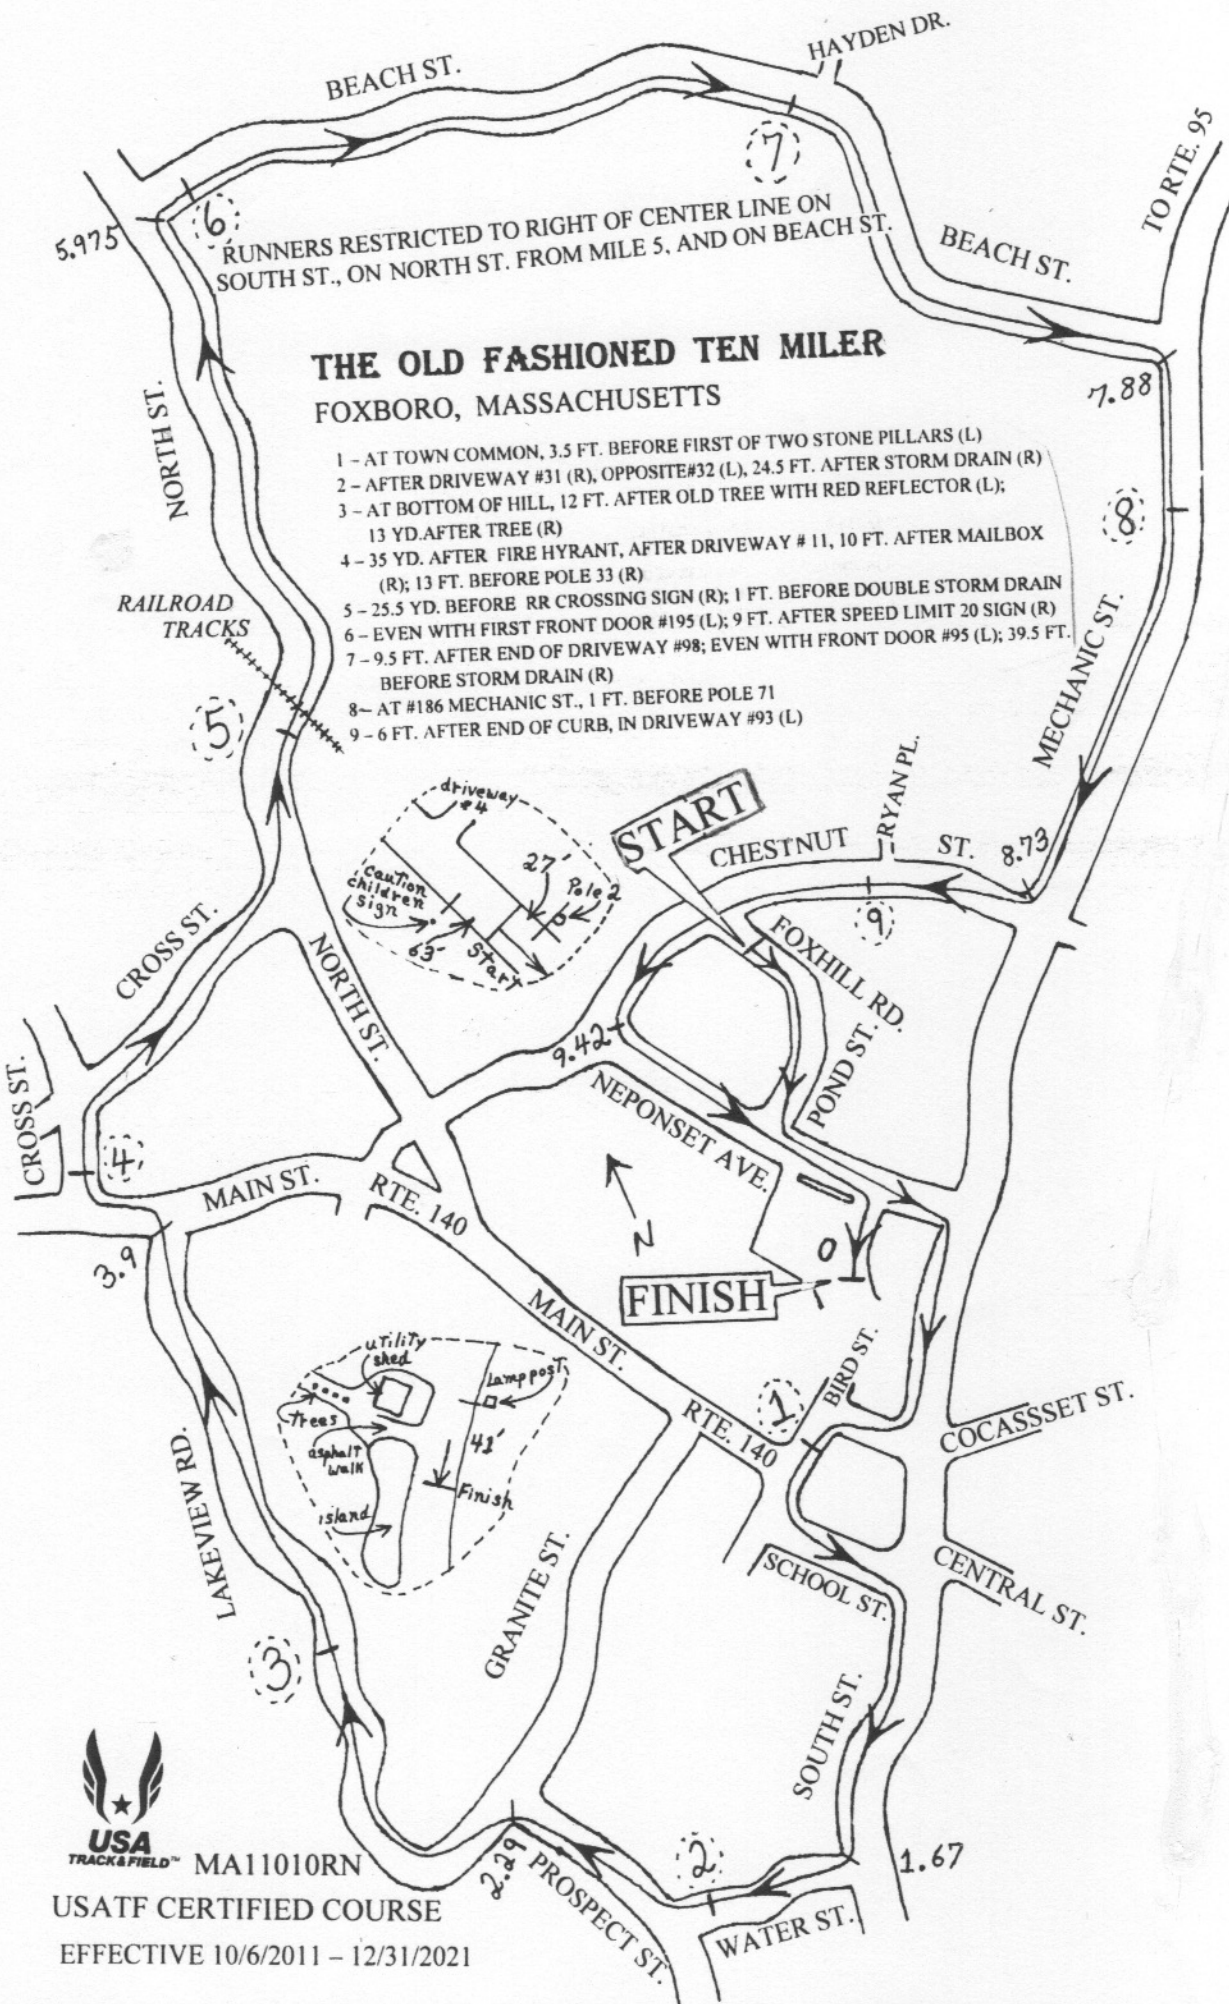 BEACH ST.
HAYDEN DR.
7
TO RTE. 95
6
5.975
RUNNERS RESTRICTED TO RIGHT OF CENTER LINE ON
SOUTH ST., ON NORTH ST. FROM MILE 5, AND ON BEACH ST.
BEACH ST.
THE OLD FASHIONED TEN MILER
FOXBORO, MASSACHUSETTS
7.88
NORTH ST.
1 – AT TOWN COMMON, 3.5 FT. BEFORE FIRST OF TWO STONE PILLARS (L)
2 – AFTER DRIVEWAY #31 (R), OPPOSITE#32 (L), 24.5 FT. AFTER STORM DRAIN (R)
3 – AT BOTTOM OF HILL, 12 FT. AFTER OLD TREE WITH RED REFLECTOR (L);
13 YD.AFTER TREE (R)
4 – 35 YD. AFTER FIRE HYRANT, AFTER DRIVEWAY # 11, 10 FT. AFTER MAILBOX
(R); 13 FT. BEFORE POLE 33 (R)
5 – 25.5 YD. BEFORE RR CROSSING SIGN (R); 1 FT. BEFORE DOUBLE STORM DRAIN
6 – EVEN WITH FIRST FRONT DOOR #195 (L); 9 FT. AFTER SPEED LIMIT 20 SIGN (R)
7 – 9.5 FT. AFTER END OF DRIVEWAY #98; EVEN WITH FRONT DOOR #95 (L); 39.5 FT.
BEFORE STORM DRAIN (R)
8– AT #186 MECHANIC ST., 1 FT. BEFORE POLE 71
9 – 6 FT. AFTER END OF CURB, IN DRIVEWAY #93 (L)
8
MECHANIC ST.
RAILROAD
TRACKS
5
driveway
#4
27'
Pole 2
caution
children
sign
63'
Start
START
CHESTNUT
RYAN PL.
ST.
8.73
9
FOXHILL RD.
CROSS ST.
NORTH ST.
9.42
POND ST.
CROSS ST.
4
NEPONSET AVE.
MAIN ST.
RTE. 140
N
3.9
FINISH
MAIN ST.
BIRD ST.
1
RTE. 140
COCASSSET ST.
utility
shed
Lamp post
Trees
asphalt
walk
41'
Finish
island
LAKEVIEW RD.
GRANITE ST.
SCHOOL ST.
CENTRAL ST.
3
SOUTH ST.
2
1.67
2.29
PROSPECT ST.
WATER ST.
USA
TRACK&FIELD™
MA11010RN
USATF CERTIFIED COURSE
EFFECTIVE 10/6/2011 – 12/31/2021